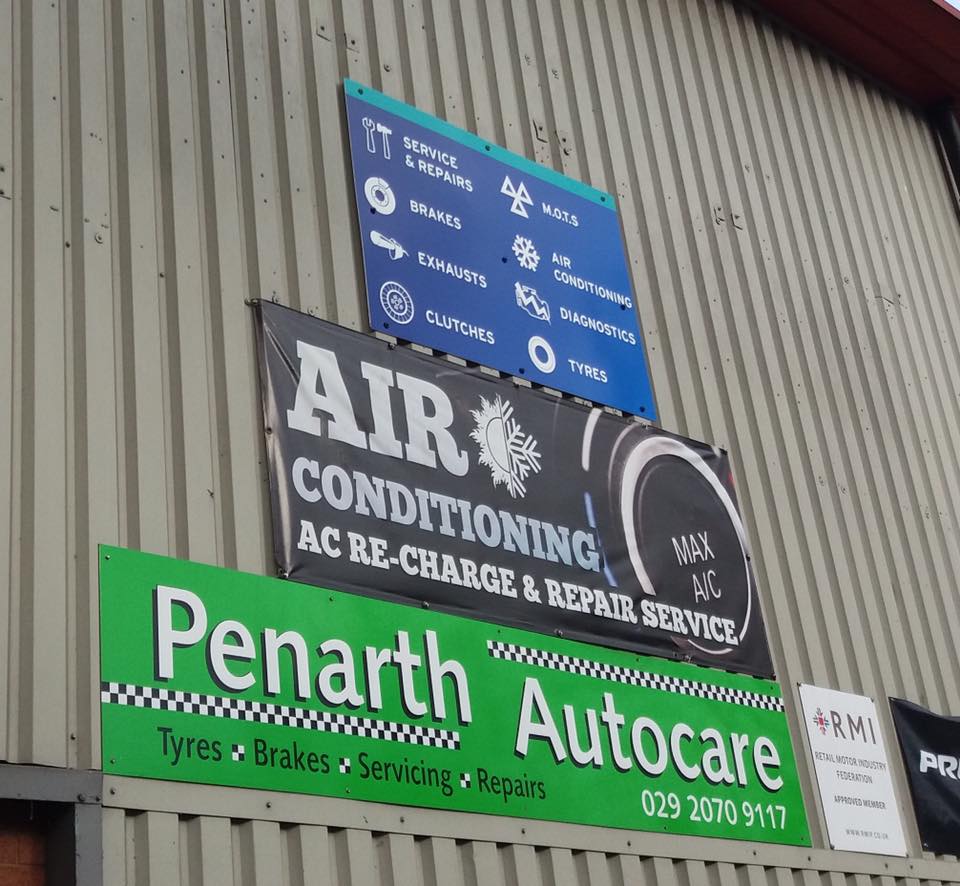 SERVICE
& REPAIRS
BRAKES
EXHAUSTS
CLUTCHES
M.O.T.S
AIR
CONDITIONING
DIAGNOSTICS
TYRES
AIR
CONDITIONING
AC RE-CHARGE & REPAIR SERVICE
MAX
A/C
Penarth Autocare
Tyres Brakes Servicing Repairs
029 2070 9117
RMI
RETAIL MOTOR INDUSTRY
FEDERATION
APPROVED MEMBER